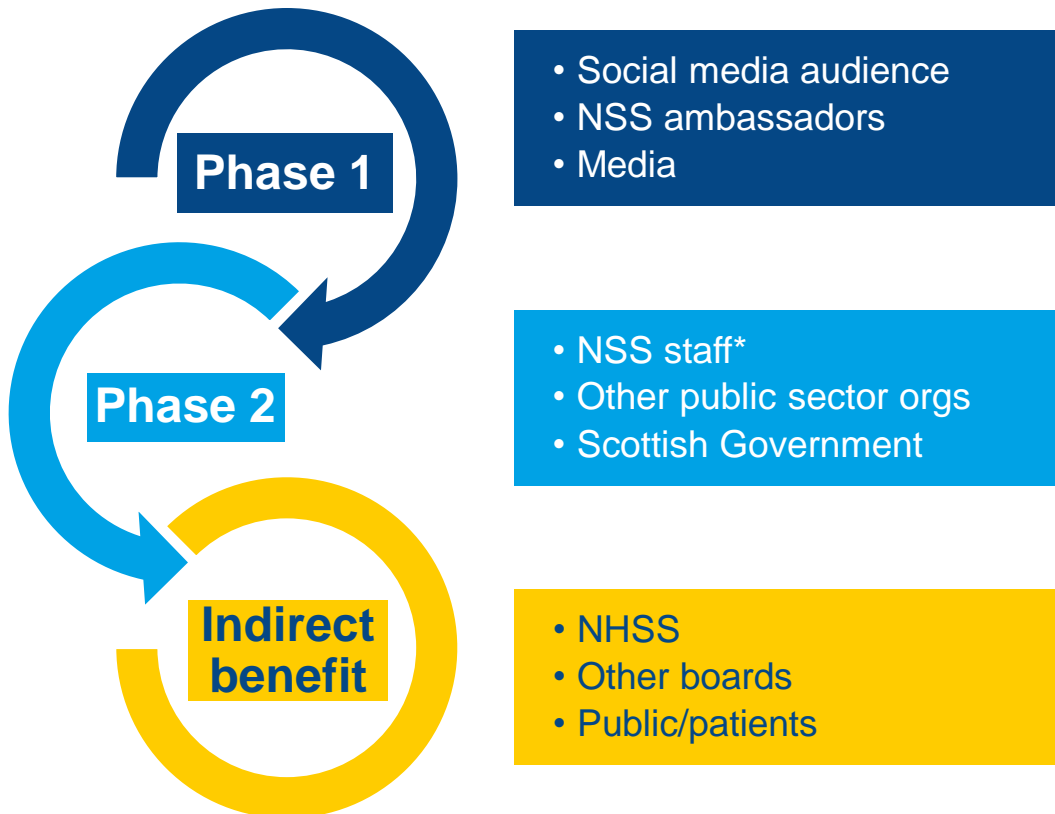 Phase 1
• Social media audience
• NSS ambassadors
• Media
Phase 2
• NSS staff*
• Other public sector orgs
• Scottish Government
Indirect
benefit
• NHSS
• Other boards
• Public/patients